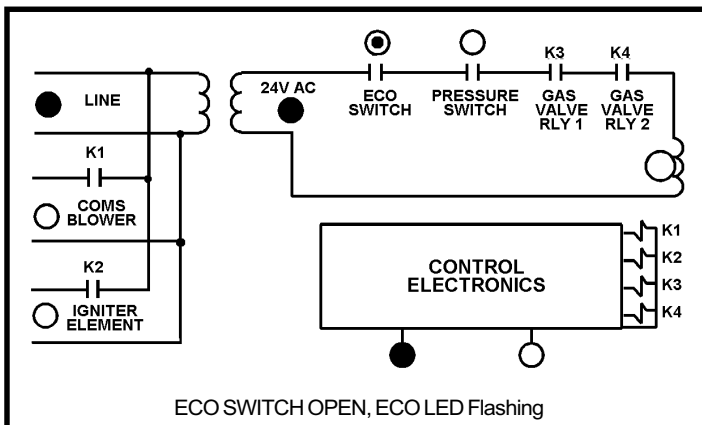 K3 K4
24V AC
LINE
ECO
SWITCH
PRESSURE
SWITCH
GAS
VALVE
RLY 1
GAS
VALVE
RLY 2
K1
COMS
BLOWER
K2
IGNITER
ELEMENT
CONTROL
ELECTRONICS
K1
K2
K3
K4
ECO SWITCH OPEN, ECO LED Flashing